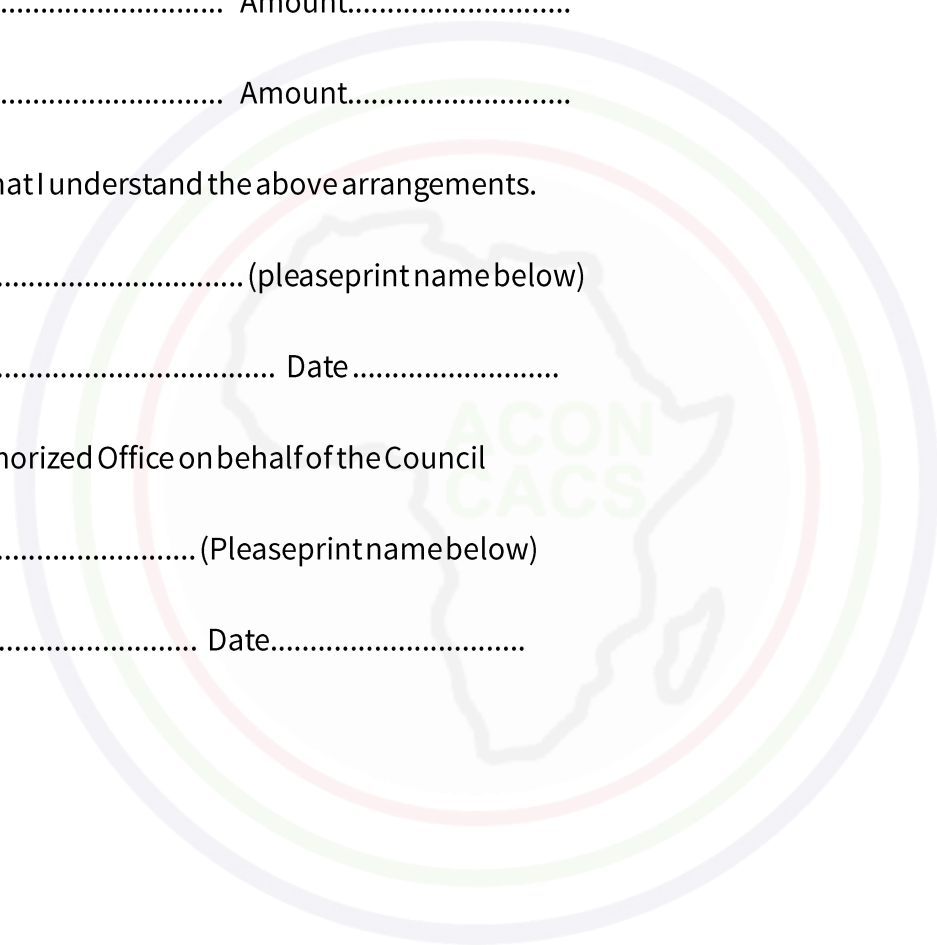 ............................ Amount............................
............................ Amount............................
hat I understand the above arrangements.
............................... (please print name below)
................................... Date..........................
horized Office on behalf of the Council
......................... (Please print name below)
......................... Date................................
ACON
CACS